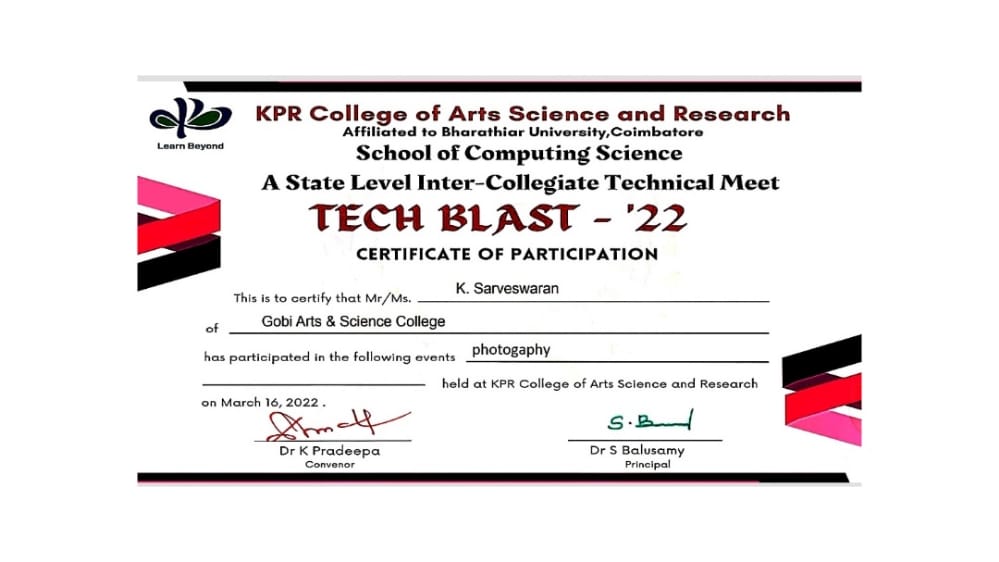 Learn Beyond
KPR College of Arts Science and Research
Affiliated to Bharathiar University,Coimbatore
School of Computing Science
A State Level Inter-Collegiate Technical Meet
TECH BLAST - '22
CERTIFICATE OF PARTICIPATION
This is to certify that Mr/Ms. K. Sarveswaran
of Gobi Arts & Science College
has participated in the following events photogaphy
held at KPR College of Arts Science and Research
on March 16, 2022 .
S. B
Dr K Pradeepa Dr S Balusamy
Convenor Principal